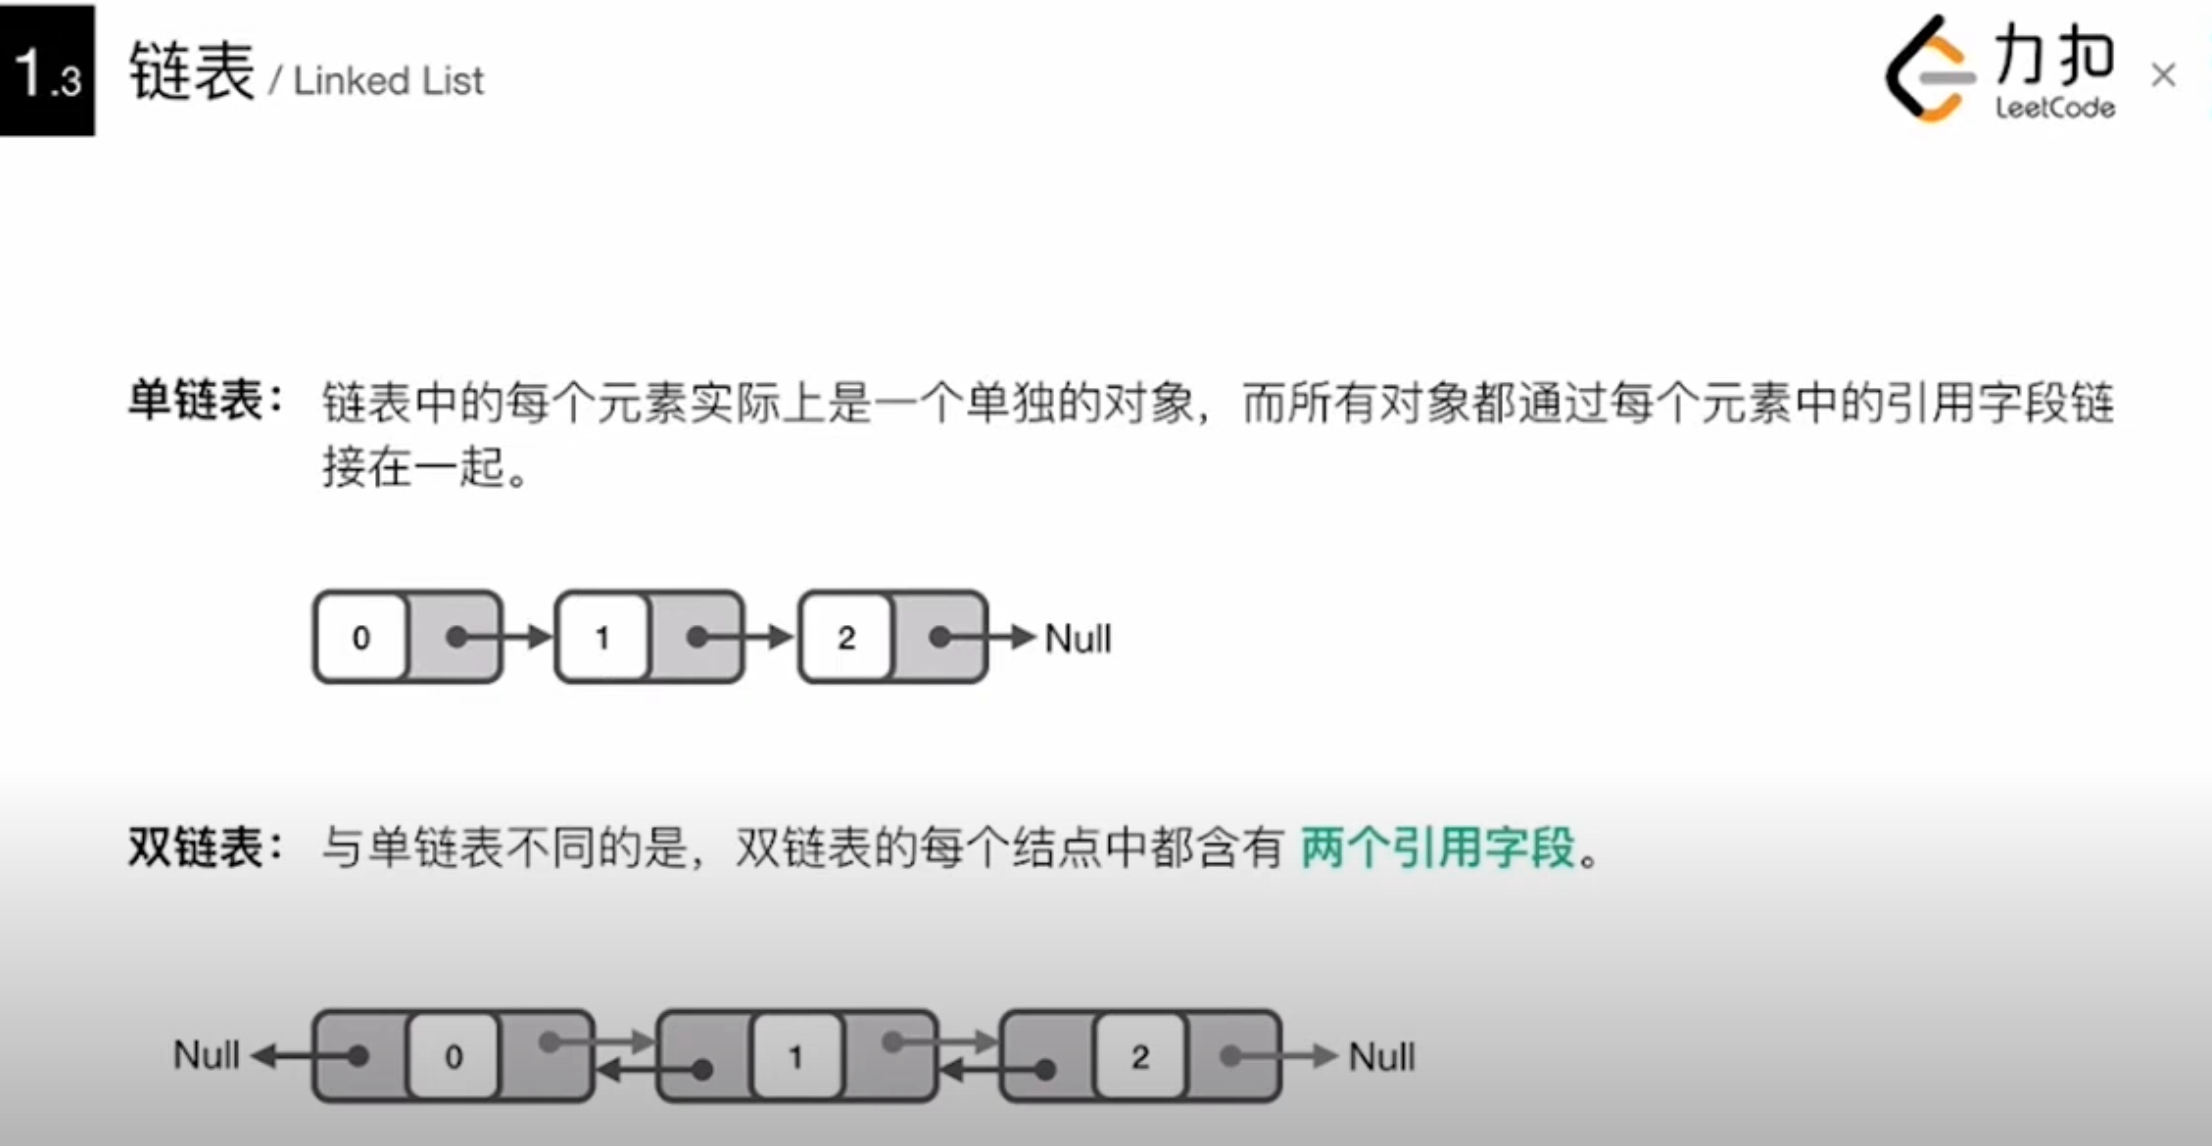 1.3 链表 / Linked List
力扣
LeetCode
×
单链表： 链表中的每个元素实际上是一个单独的对象，而所有对象都通过每个元素中的引用字段链
接在一起。
0 1 2 Null
双链表： 与单链表不同的是，双链表的每个结点中都含有 两个引用字段。
Null 0 1 2 Null